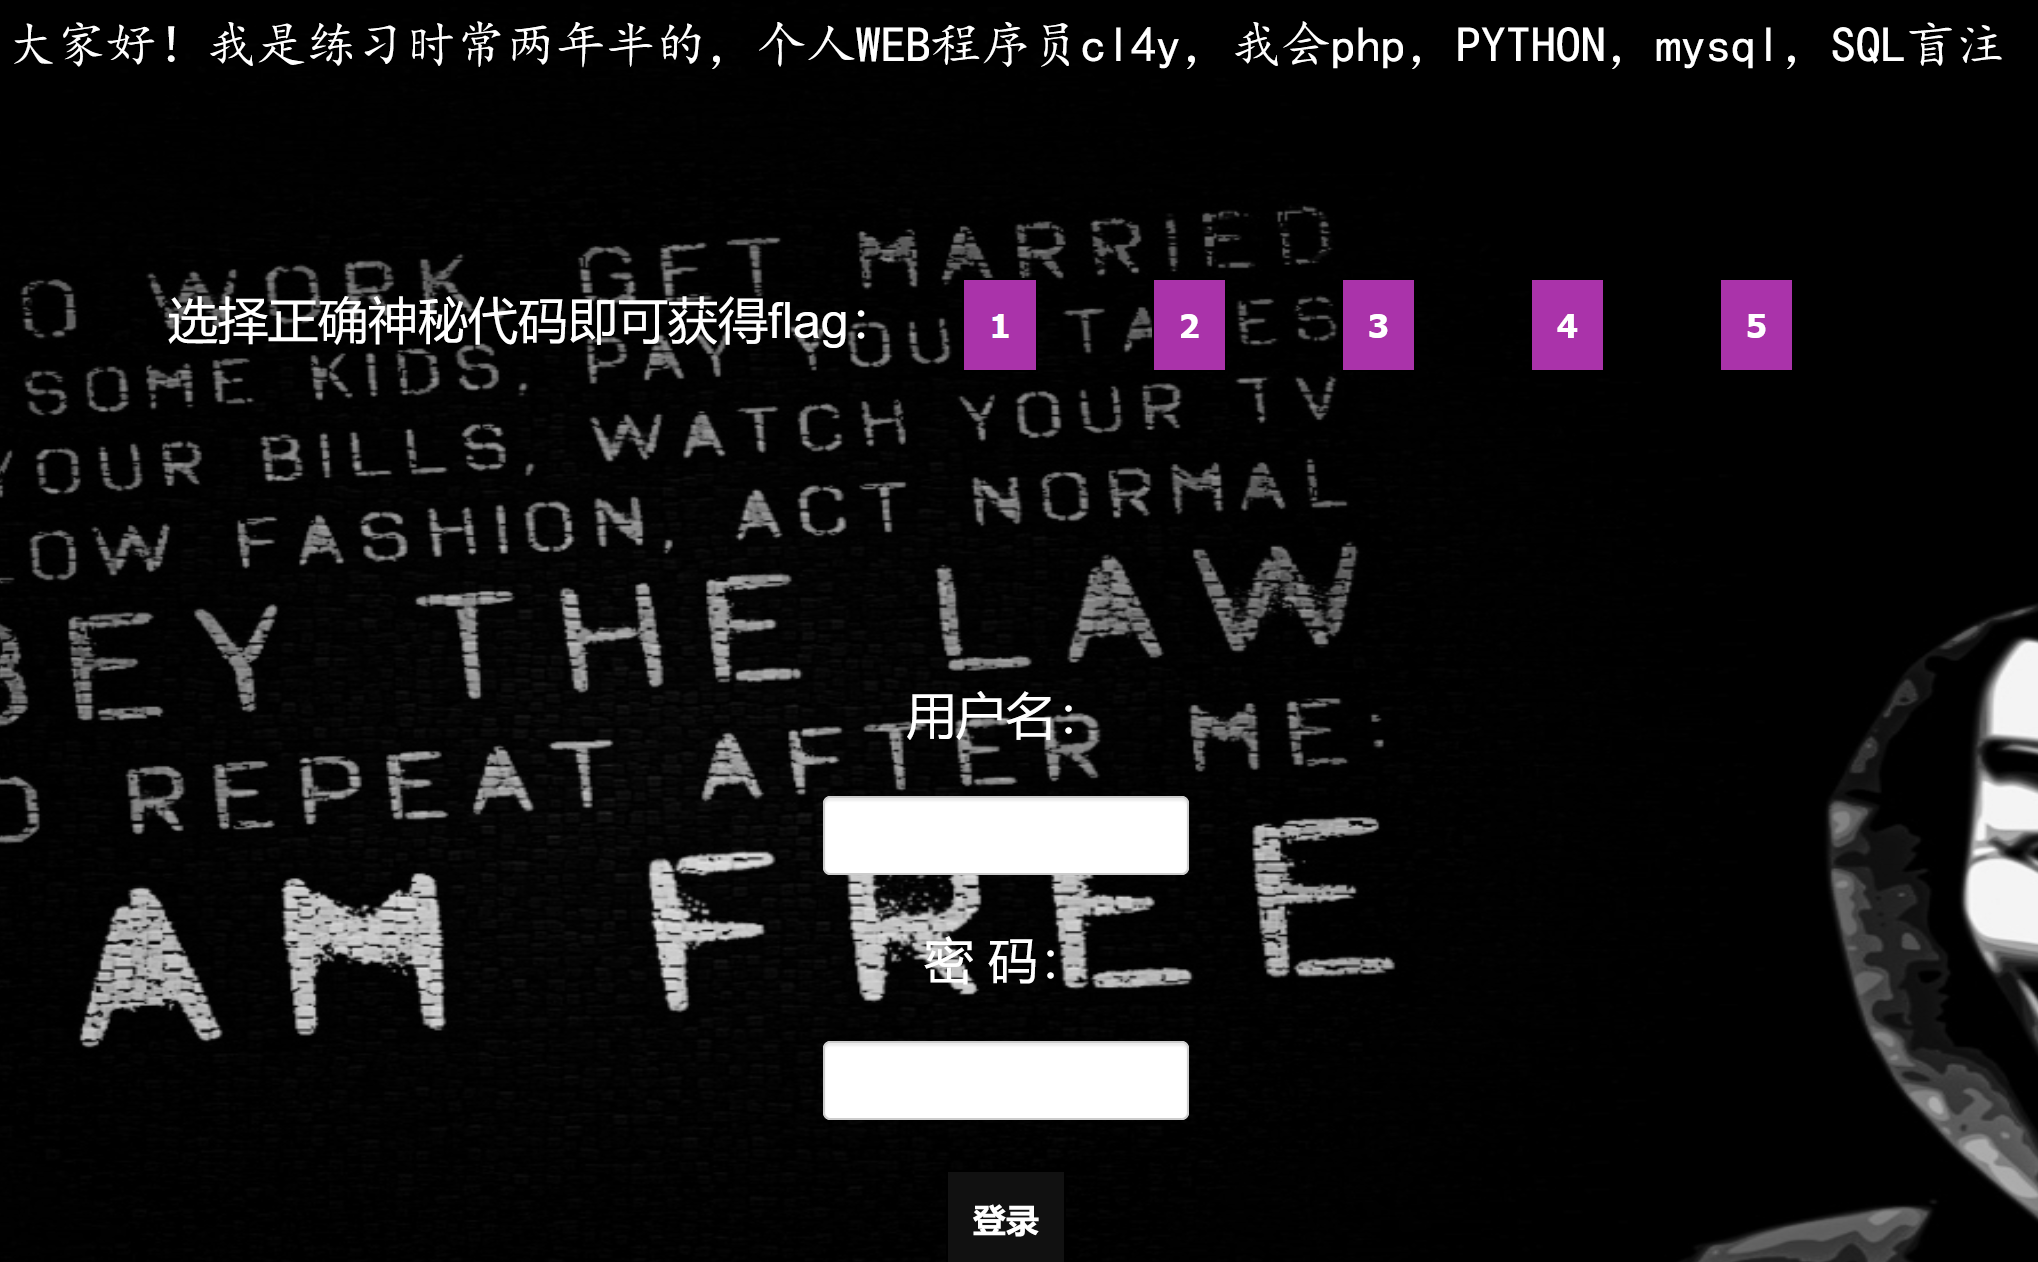 大家好！我是练习时常两年半的，个人WEB程序员cl4y，我会php，PYTHON，mysql，SQL盲注
O WORK, GET MARRIED
选择正确神秘代码即可获得flag： 1 2 3 4 5
SOME KIDS, PAY YOU TAXES
YOUR BILLS, WATCH YOUR TV
LOW FASHION, ACT NORMAL
BEY THE LAW
用户名：
D REPEAT AFTER ME:
AM FREE
密 码：
登录